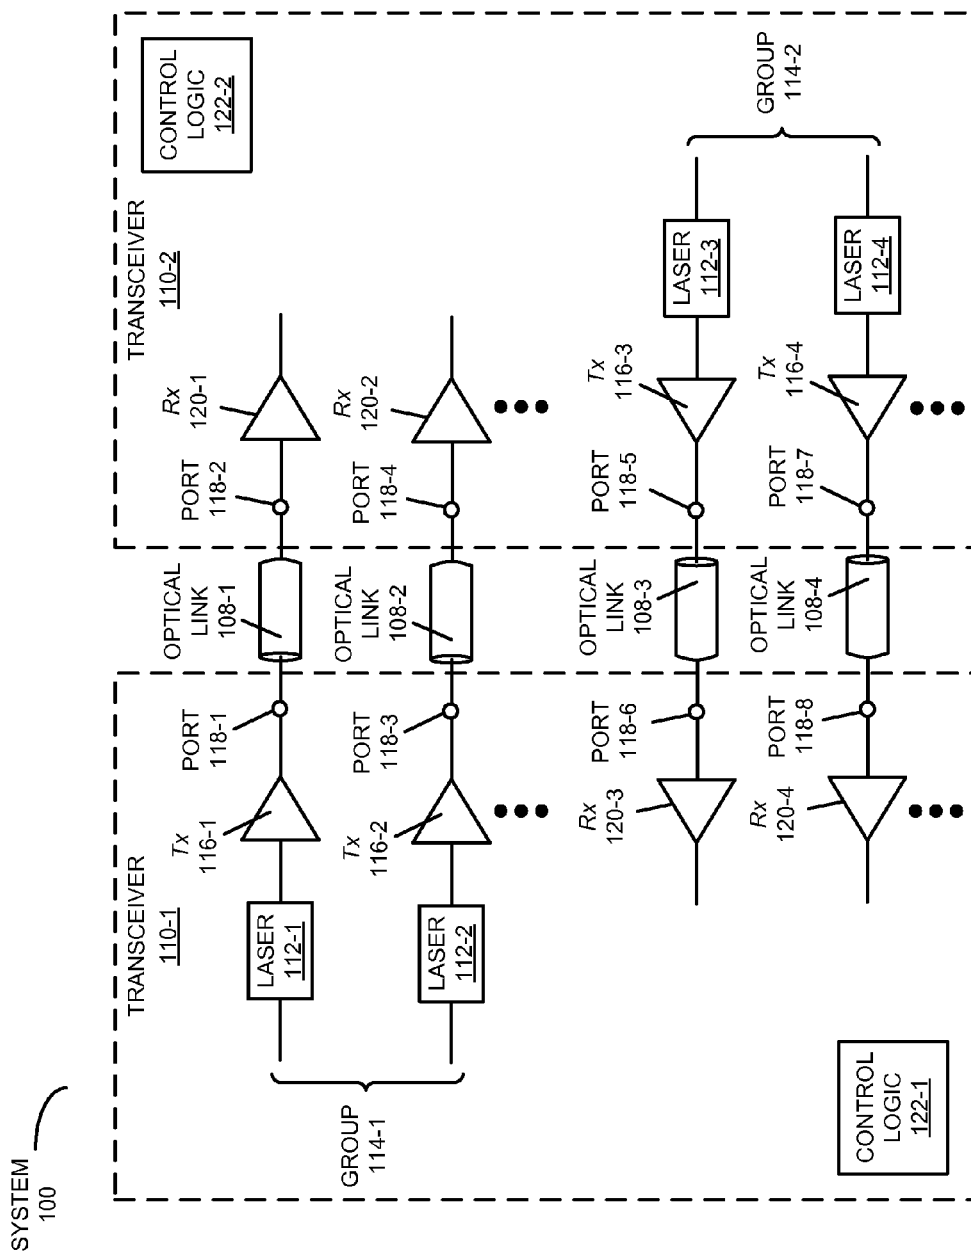 SYSTEM
100
TRANSCEIVER
110-1
TRANSCEIVER
110-2
CONTROL
LOGIC
122-2
GROUP
114-1
LASER
112-1
Tx
116-1
PORT
118-1
OPTICAL
LINK
108-1
PORT
118-2
Rx
120-1
LASER
112-2
Tx
116-2
PORT
118-3
OPTICAL
LINK
108-2
PORT
118-4
Rx
120-2
Rx
120-3
PORT
118-6
OPTICAL
LINK
108-3
PORT
118-5
Tx
116-3
LASER
112-3
GROUP
114-2
Rx
120-4
PORT
118-8
OPTICAL
LINK
108-4
PORT
118-7
Tx
116-4
LASER
112-4
CONTROL
LOGIC
122-1